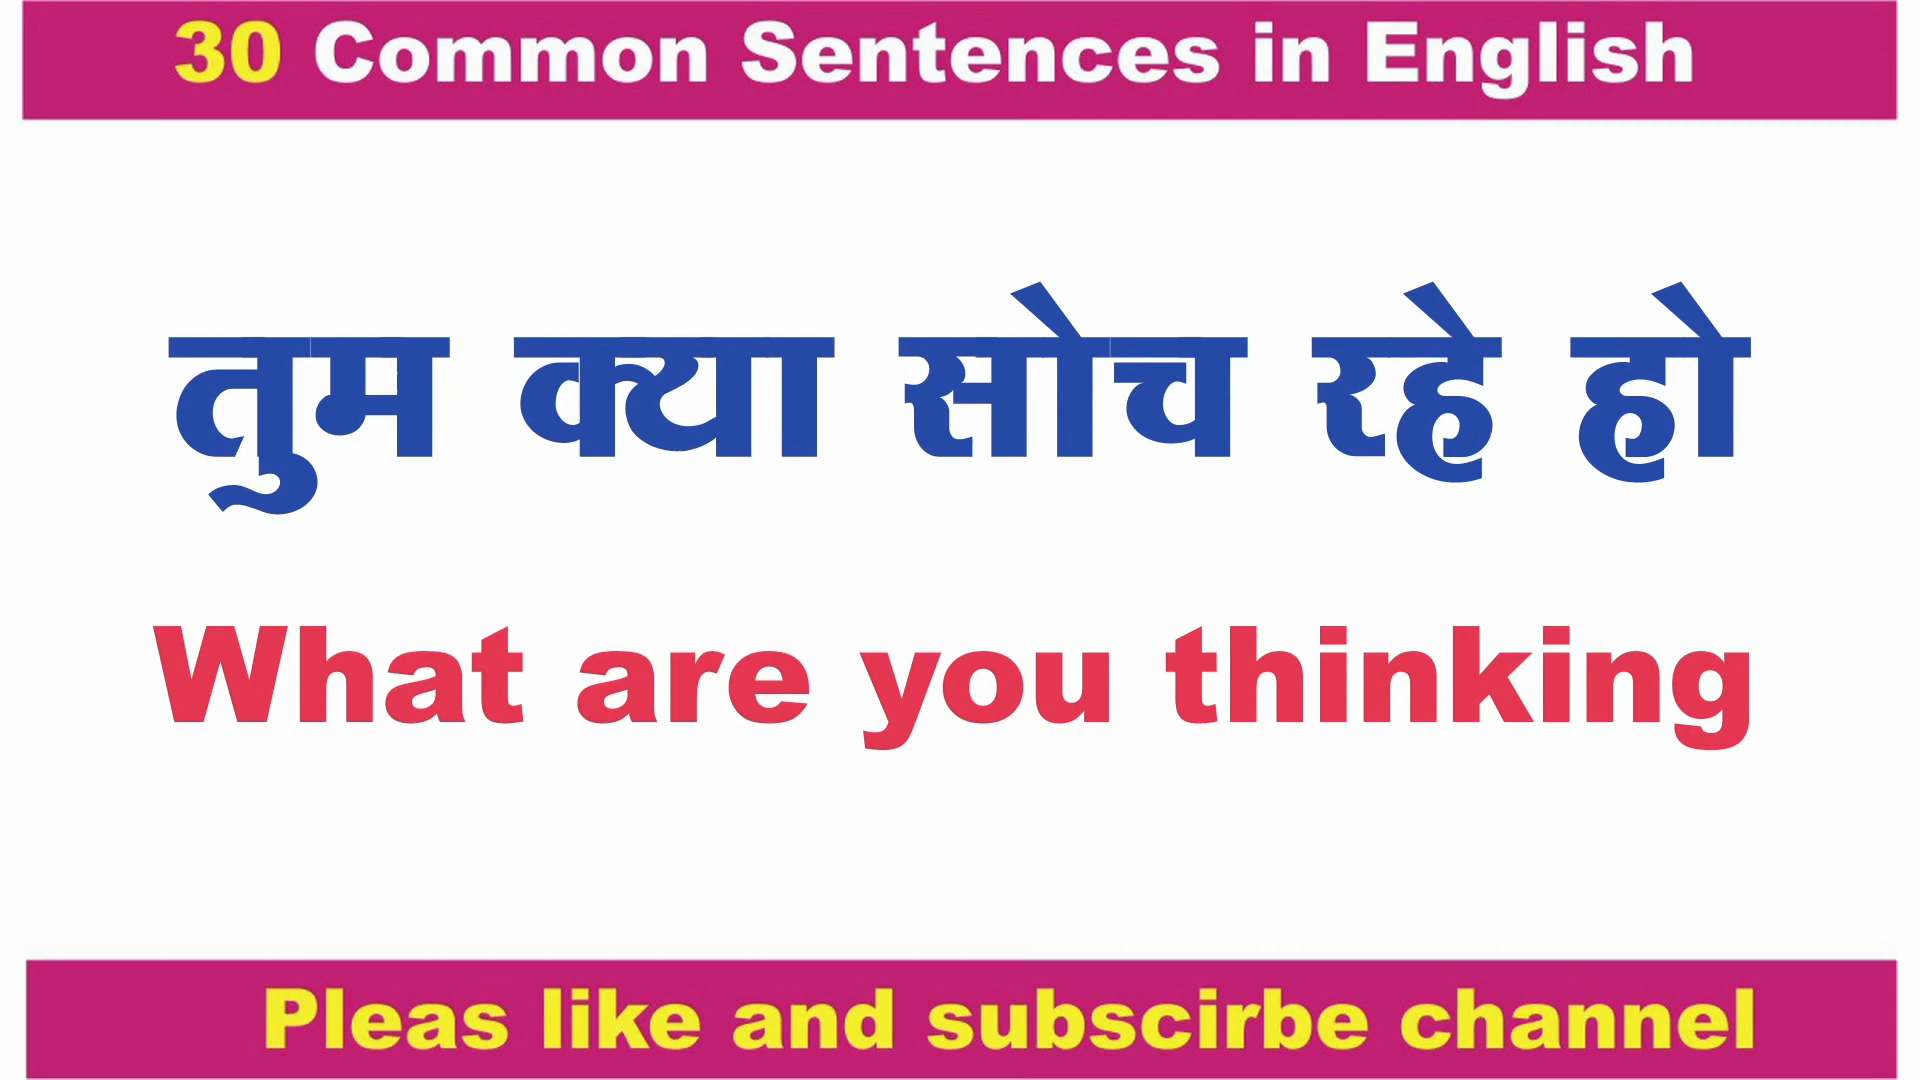 30 Common Sentences in English
तुम क्या सोच रहे हो
What are you thinking
Pleas like and subscirbe channel